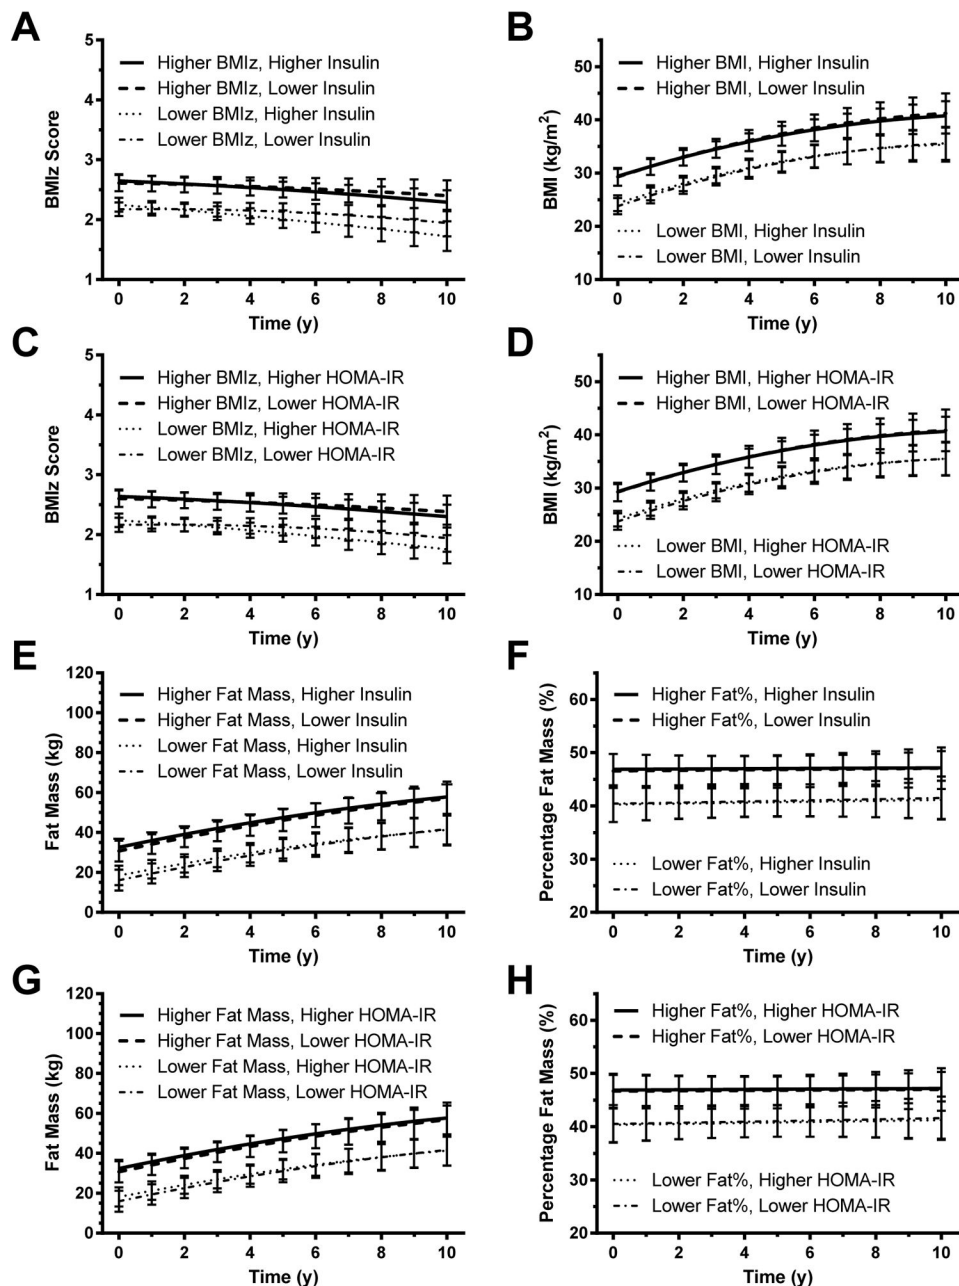 A
5
4
3
2
1
BMIz Score
Higher BMIz, Higher Insulin
Higher BMIz, Lower Insulin
Lower BMIz, Higher Insulin
Lower BMIz, Lower Insulin
0 2 4 6 8 10
Time (y)
B
50
40
30
20
10
BMI (kg/m²)
Higher BMI, Higher Insulin
Higher BMI, Lower Insulin
Lower BMI, Higher Insulin
Lower BMI, Lower Insulin
0 2 4 6 8 10
Time (y)
C
5
4
3
2
1
BMIz Score
Higher BMIz, Higher HOMA-IR
Higher BMIz, Lower HOMA-IR
Lower BMIz, Higher HOMA-IR
Lower BMIz, Lower HOMA-IR
0 2 4 6 8 10
Time (y)
D
50
40
30
20
10
BMI (kg/m²)
Higher BMI, Higher HOMA-IR
Higher BMI, Lower HOMA-IR
Lower BMI, Higher HOMA-IR
Lower BMI, Lower HOMA-IR
0 2 4 6 8 10
Time (y)
E
120
100
80
60
40
20
0
Fat Mass (kg)
Higher Fat Mass, Higher Insulin
Higher Fat Mass, Lower Insulin
Lower Fat Mass, Higher Insulin
Lower Fat Mass, Lower Insulin
0 2 4 6 8 10
Time (y)
F
60
50
40
30
20
Percentage Fat Mass (%)
Higher Fat%, Higher Insulin
Higher Fat%, Lower Insulin
Lower Fat%, Higher Insulin
Lower Fat%, Lower Insulin
0 2 4 6 8 10
Time (y)
G
120
100
80
60
40
20
0
Fat Mass (kg)
Higher Fat Mass, Higher HOMA-IR
Higher Fat Mass, Lower HOMA-IR
Lower Fat Mass, Higher HOMA-IR
Lower Fat Mass, Lower HOMA-IR
0 2 4 6 8 10
Time (y)
H
60
50
40
30
20
Percentage Fat Mass (%)
Higher Fat%, Higher HOMA-IR
Higher Fat%, Lower HOMA-IR
Lower Fat%, Higher HOMA-IR
Lower Fat%, Lower HOMA-IR
0 2 4 6 8 10
Time (y)